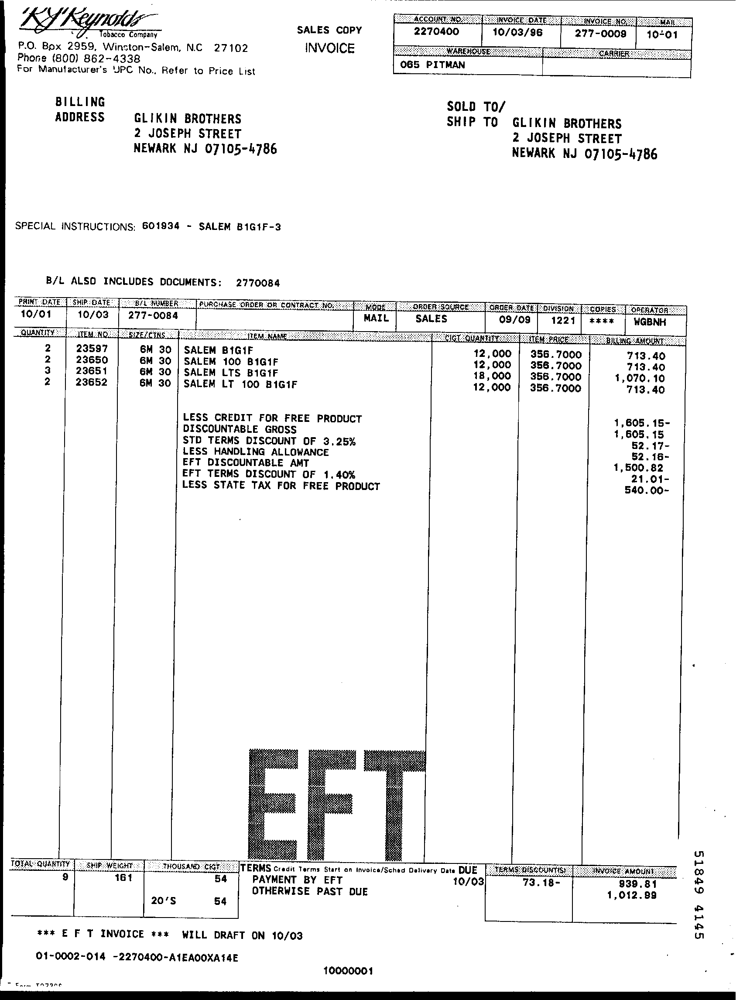 RJReynolds
Tobacco Company
P.O. Box 2959, Winston-Salem, N.C 27102
Phone (800) 862-4338
For Manufacturer's UPC No., Refer to Price List
SALES COPY
INVOICE
ACCOUNT NO. INVOICE DATE INVOICE NO. MAIL
2270400 10/03/96 277-0009 10-01
WAREHOUSE CARRIER
065 PITMAN
BILLING
ADDRESS GLIKIN BROTHERS
2 JOSEPH STREET
NEWARK NJ 07105-4786
SOLD TO/
SHIP TO GLIKIN BROTHERS
2 JOSEPH STREET
NEWARK NJ 07105-4786
SPECIAL INSTRUCTIONS: 601934 - SALEM B1G1F-3
B/L ALSO INCLUDES DOCUMENTS: 2770084
PRINT DATE SHIP DATE B/L NUMBER PURCHASE ORDER OR CONTRACT NO. MODE ORDER SOURCE ORDER DATE DIVISION COPIES OPERATOR
10/01 10/03 277-0084 MAIL SALES 09/09 1221 **** WGBNH
QUANTITY ITEM NO. SIZE/CTNS ITEM NAME CIGT QUANTITY ITEM PRICE BILLING AMOUNT
2 23597 6M 30 SALEM B1G1F 12,000 356.7000 713.40
2 23650 6M 30 SALEM 100 B1G1F 12,000 356.7000 713.40
3 23651 6M 30 SALEM LTS B1G1F 18,000 356.7000 1,070.10
2 23652 6M 30 SALEM LT 100 B1G1F 12,000 356.7000 713.40
LESS CREDIT FOR FREE PRODUCT 1,605.15-
DISCOUNTABLE GROSS 1,605.15
STD TERMS DISCOUNT OF 3.25% 52.17-
LESS HANDLING ALLOWANCE 52.16-
EFT DISCOUNTABLE AMT 1,500.82
EFT TERMS DISCOUNT OF 1.40% 21.01-
LESS STATE TAX FOR FREE PRODUCT 540.00-
EFT
TOTAL QUANTITY SHIP WEIGHT THOUSAND CIGT TERMS Credit Terms Start on Invoice/Sched Delivery Date DUE TERMS DISCOUNT(S) INVOICE AMOUNT
9 161 54 PAYMENT BY EFT 10/03 73.18- 939.81
20'S 54 OTHERWISE PAST DUE 1,012.99
*** E F T INVOICE *** WILL DRAFT ON 10/03
01-0002-014 -2270400-A1EA00XA14E
10000001
51849 4145